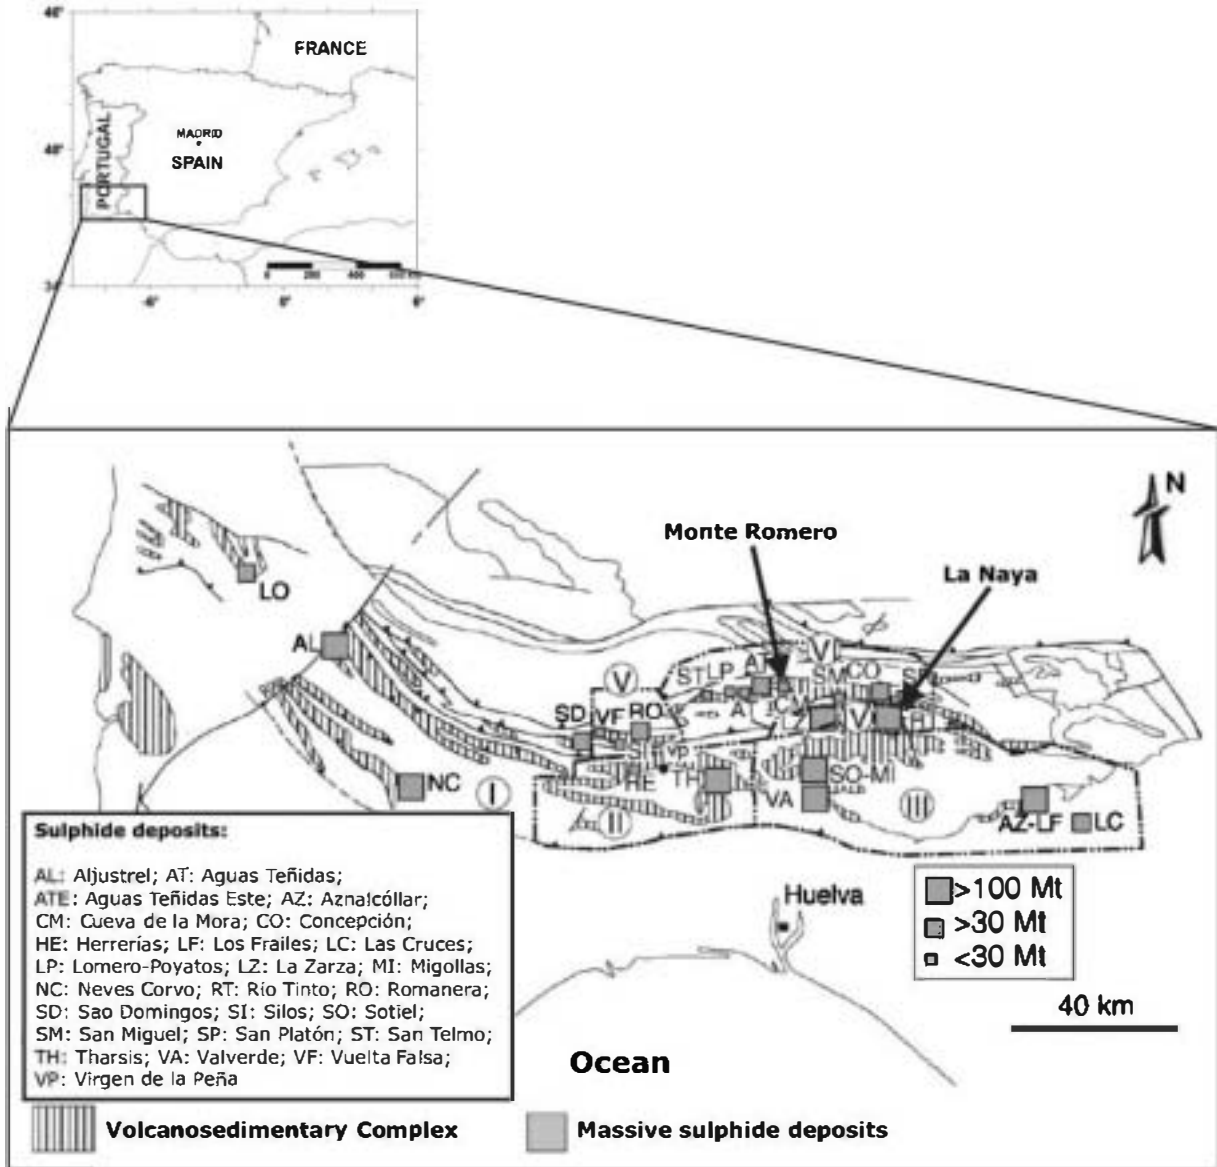 FRANCE
MADRID
SPAIN
PORTUGAL
40°
0
200
400
0°
N
Monte Romero
La Naya
LO
AL
V
ST LP AT
SM CO
SD
VF RO
HE
TH
SO-MI
VA
NC
I
II
III
AZ-LF
LC
Sulphide deposits:
AL: Aljustrel; AT: Aguas Teñidas;
ATE: Aguas Teñidas Este; AZ: Aznalcóllar;
CM: Cueva de la Mora; CO: Concepción;
HE: Herrerías; LF: Los Frailes; LC: Las Cruces;
LP: Lomero-Poyatos; LZ: La Zarza; MI: Migollas;
NC: Neves Corvo; RT: Río Tinto; RO: Romanera;
SD: Sao Domingos; SI: Silos; SO: Sotiel;
SM: San Miguel; SP: San Platón; ST: San Telmo;
TH: Tharsis; VA: Valverde; VF: Vuelta Falsa;
VP: Virgen de la Peña
Huelva
>100 Mt
>30 Mt
<30 Mt
40 km
Ocean
Volcanosedimentary Complex
Massive sulphide deposits